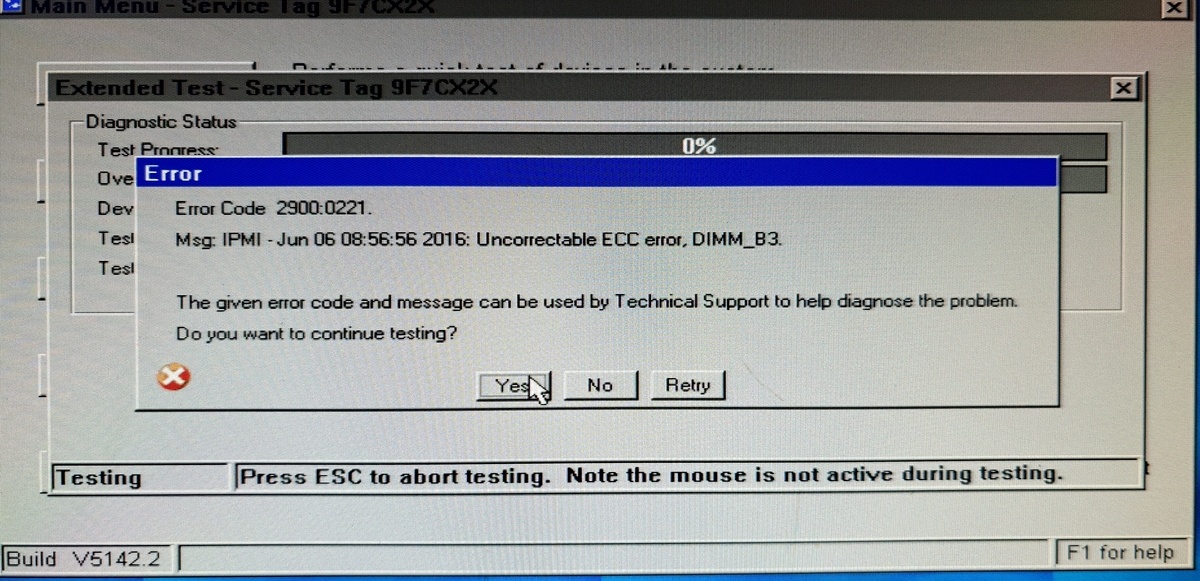 Main Menu - Service Tag 9F7CX2X
Performs a quick test of devices in the system
Extended Test - Service Tag 9F7CX2X
Diagnostic Status
Test Progress:
0%
Ove
Error
Dev
Error Code 2900:0221.
Test
Msg: IPMI - Jun 06 08:56:56 2016: Uncorrectable ECC error, DIMM_B3.
Test
The given error code and message can be used by Technical Support to help diagnose the problem.
Do you want to continue testing?
Yes
No
Retry
Testing
Press ESC to abort testing. Note the mouse is not active during testing.
Build V5142.2
F1 for help